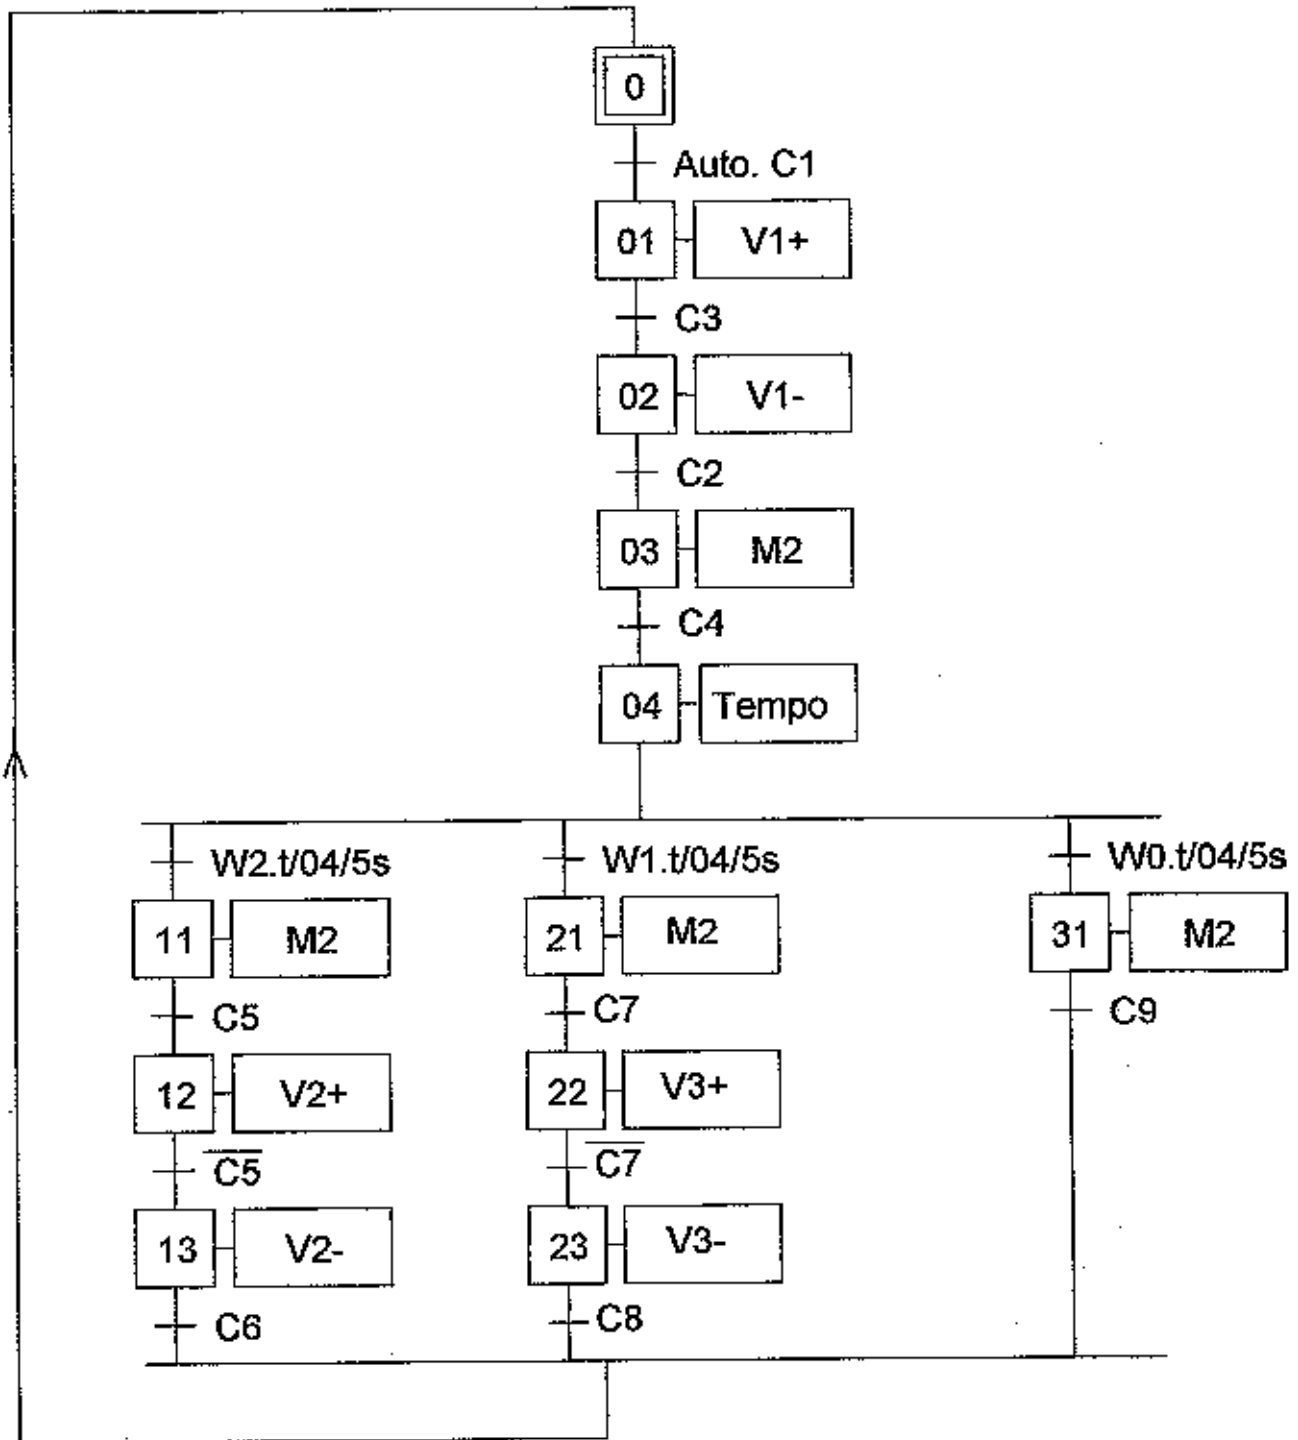 0
Auto. C1
01 V1+
C3
02 V1-
C2
03 M2
C4
04 Tempo
W2.t/04/5s W1.t/04/5s W0.t/04/5s
11 M2 21 M2 31 M2
C5 C7 C9
12 V2+ 22 V3+
C̅5̅ C̅7̅
13 V2- 23 V3-
C6 C8